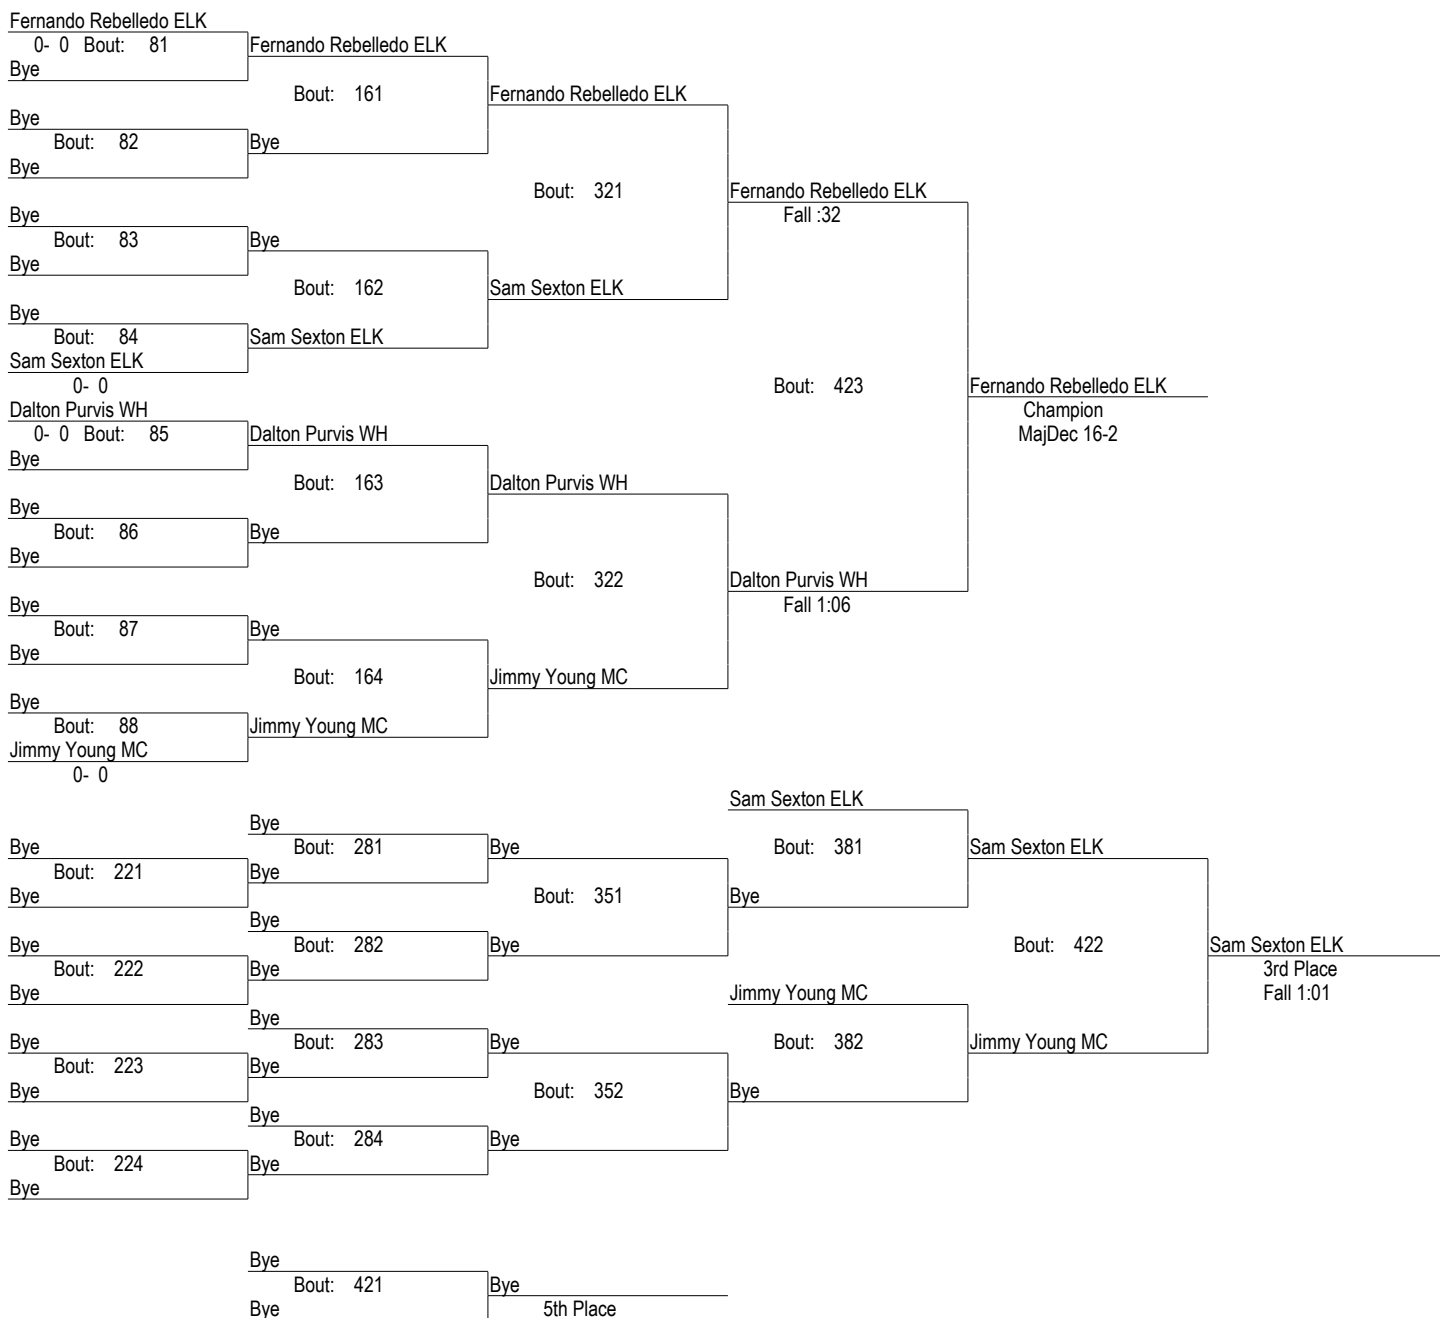 Fernando Rebelledo ELK
0- 0 Bout: 81 Fernando Rebelledo ELK
Bye
Bout: 161 Fernando Rebelledo ELK
Bye
Bout: 82 Bye
Bye
Bout: 321 Fernando Rebelledo ELK
Bye Fall :32
Bout: 83 Bye
Bye
Bout: 162 Sam Sexton ELK
Bye
Bout: 84 Sam Sexton ELK
Sam Sexton ELK
0- 0 Bout: 423 Fernando Rebelledo ELK
Dalton Purvis WH Champion
0- 0 Bout: 85 Dalton Purvis WH MajDec 16-2
Bye
Bout: 163 Dalton Purvis WH
Bye
Bout: 86 Bye
Bye
Bout: 322 Dalton Purvis WH
Bye Fall 1:06
Bout: 87 Bye
Bye
Bout: 164 Jimmy Young MC
Bye
Bout: 88 Jimmy Young MC
Jimmy Young MC
0- 0
Sam Sexton ELK
Bye
Bye Bout: 281 Bye Bout: 381 Sam Sexton ELK
Bout: 221 Bye
Bye Bout: 351 Bye
Bye
Bye Bout: 282 Bye Bout: 422 Sam Sexton ELK
Bout: 222 Bye 3rd Place
Bye Jimmy Young MC Fall 1:01
Bye
Bye Bout: 283 Bye Bout: 382 Jimmy Young MC
Bout: 223 Bye
Bye Bout: 352 Bye
Bye
Bye Bout: 284 Bye
Bout: 224 Bye
Bye
Bye
Bout: 421 Bye
Bye 5th Place